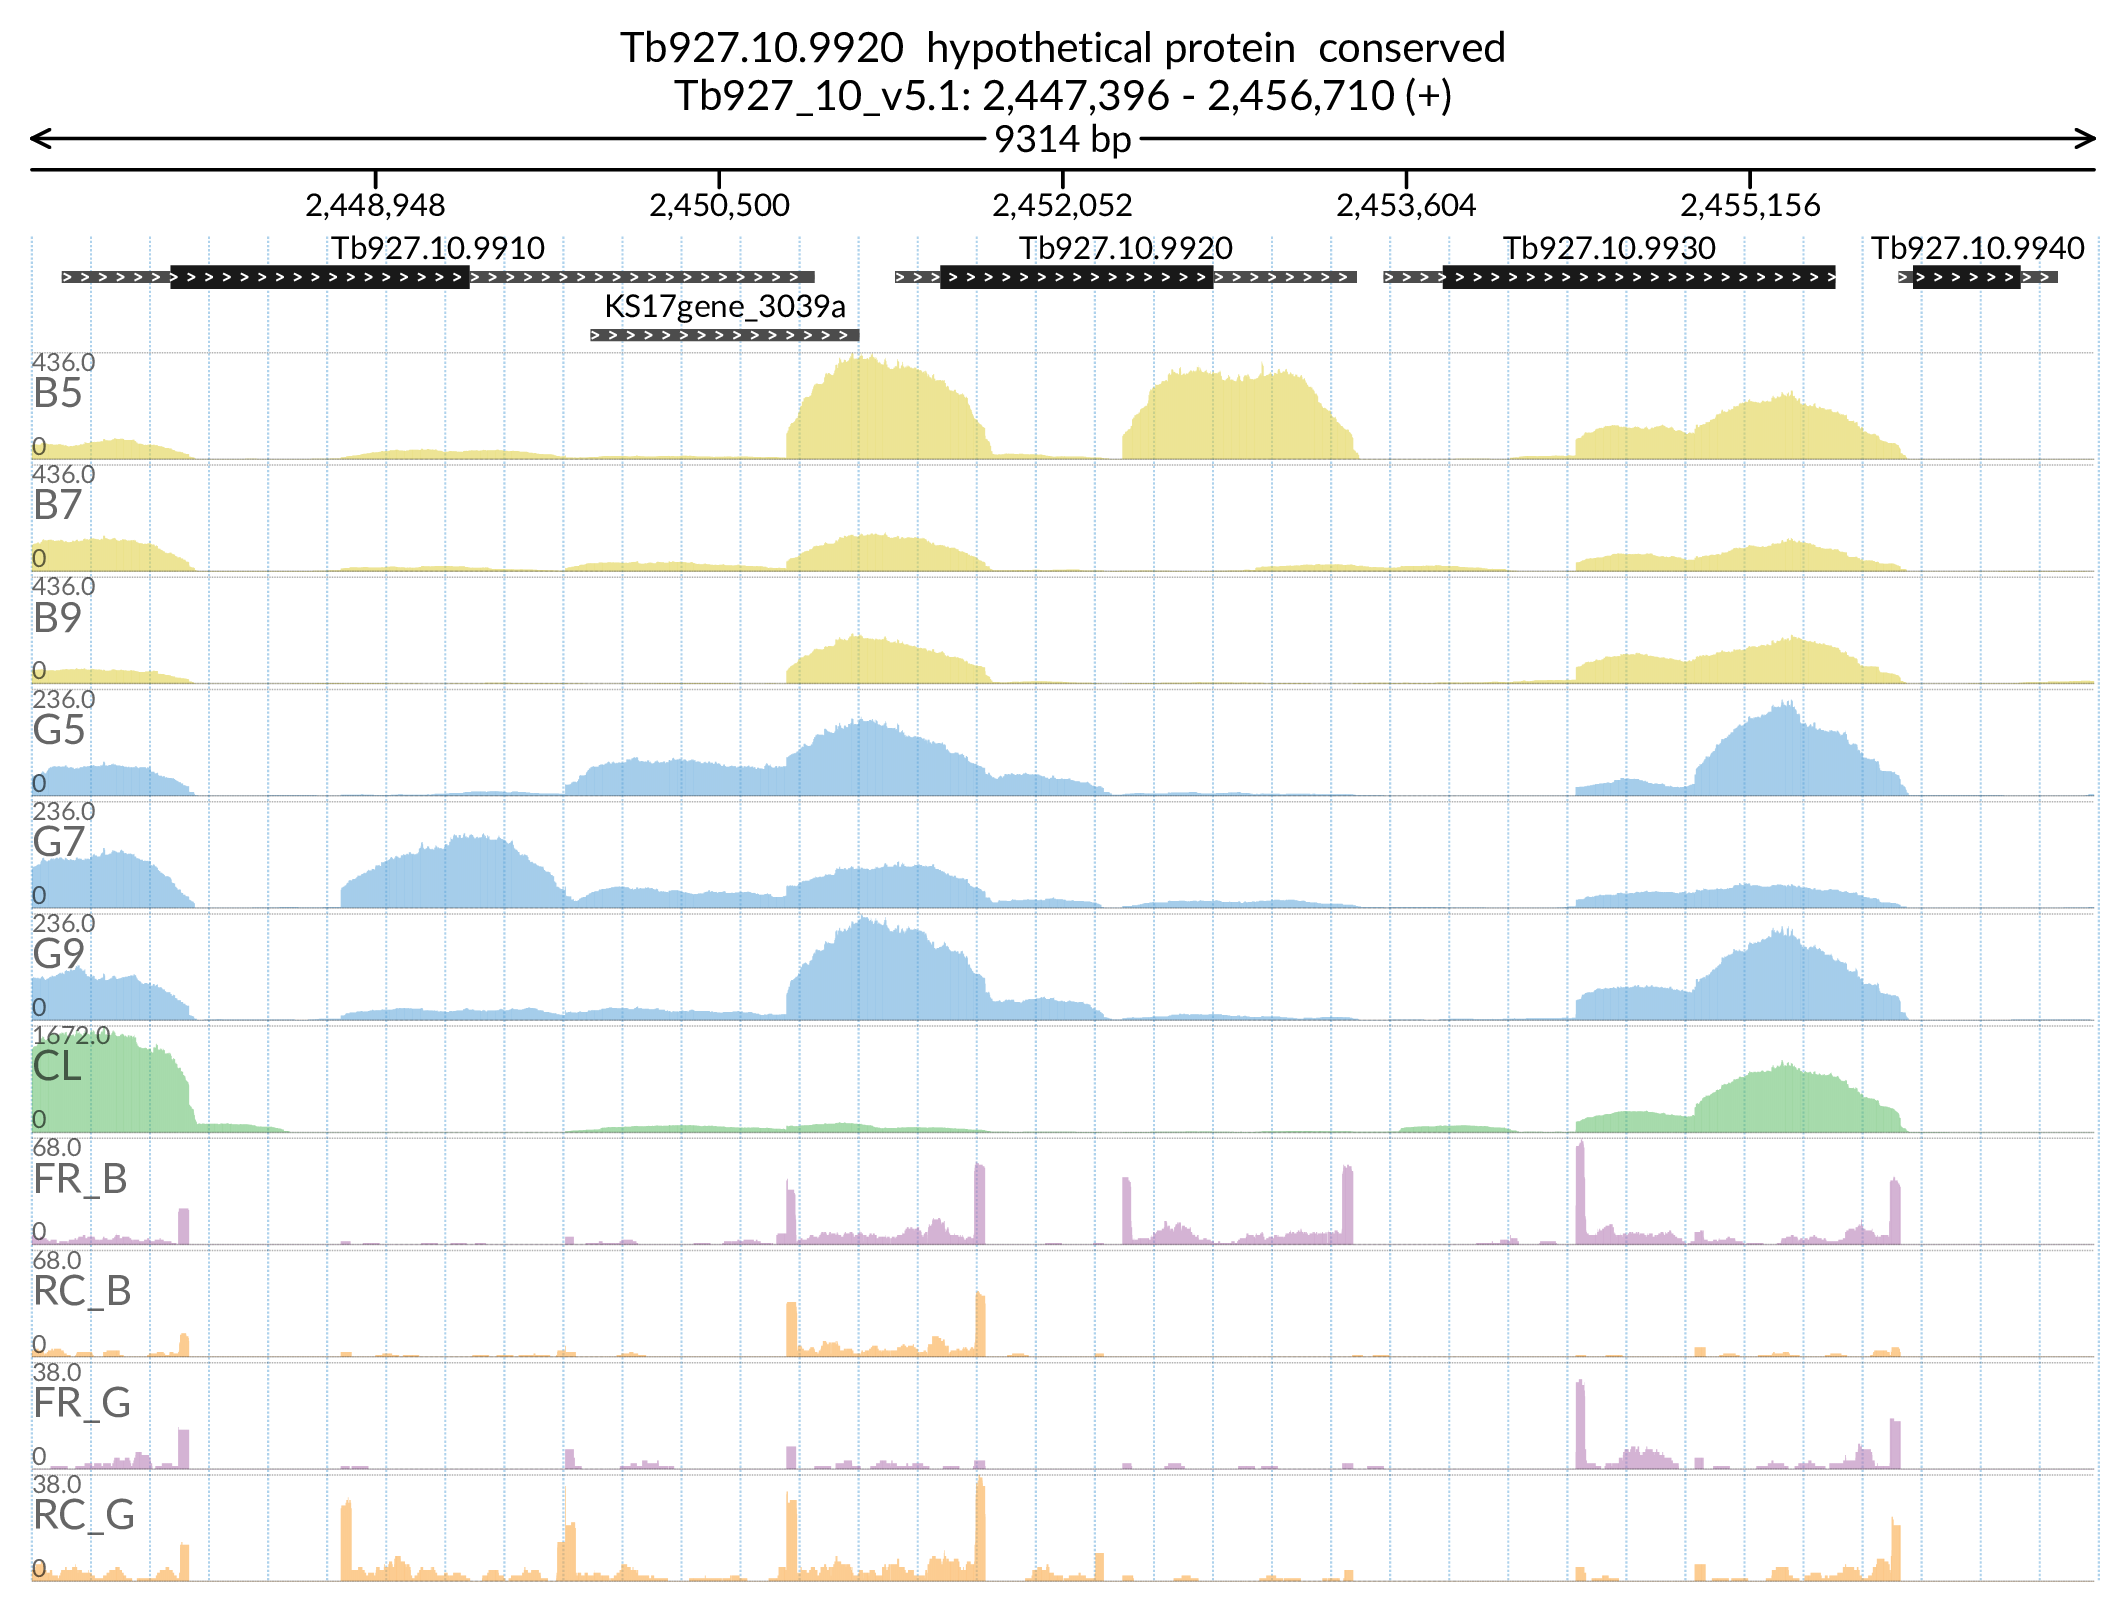 Tb927.10.9920  hypothetical protein  conserved
Tb927_10_v5.1: 2,447,396 - 2,456,710 (+)
9314 bp
2,448,948 2,450,500 2,452,052 2,453,604 2,455,156
Tb927.10.9910 Tb927.10.9920 Tb927.10.9930 Tb927.10.9940
KS17gene_3039a
436.0
B5
0
436.0
B7
0
436.0
B9
0
236.0
G5
0
236.0
G7
0
236.0
G9
0
1672.0
CL
0
68.0
FR_B
0
68.0
RC_B
0
38.0
FR_G
0
38.0
RC_G
0